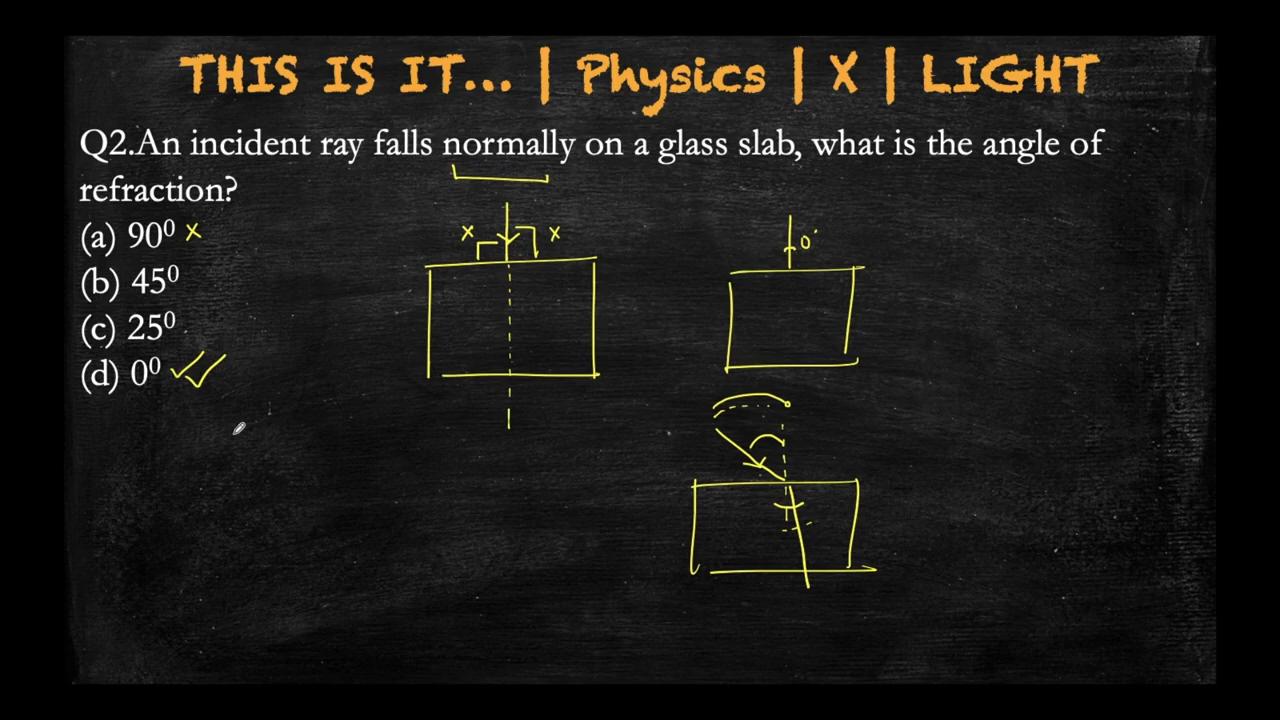 THIS IS IT... | Physics | X | LIGHT
Q2.An incident ray falls normally on a glass slab, what is the angle of
refraction?
(a) 90⁰ x
x x
0°
(b) 45⁰
(c) 25⁰
(d) 0⁰ ✓✓